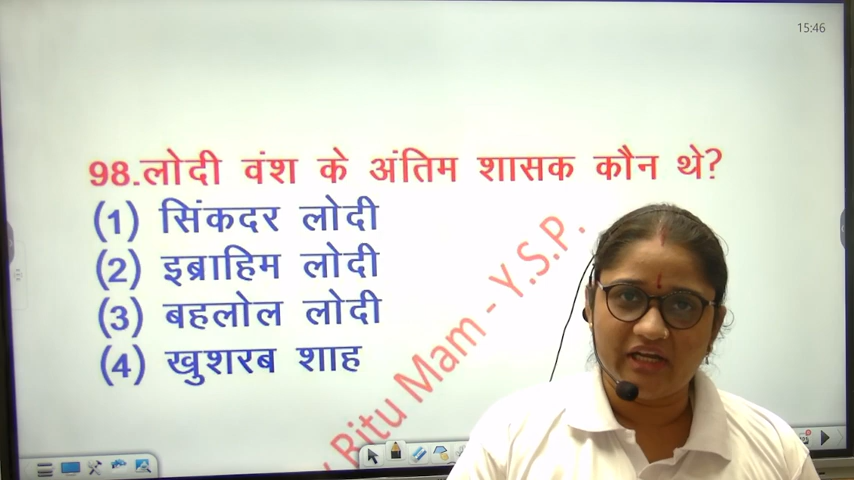 15:46
98.लोदी वंश के अंतिम शासक कौन थे?
(1) सिंकदर लोदी
(2) इब्राहिम लोदी
(3) बहलोल लोदी
(4) खुशरब शाह
Ritu Mam - Y.S.P.